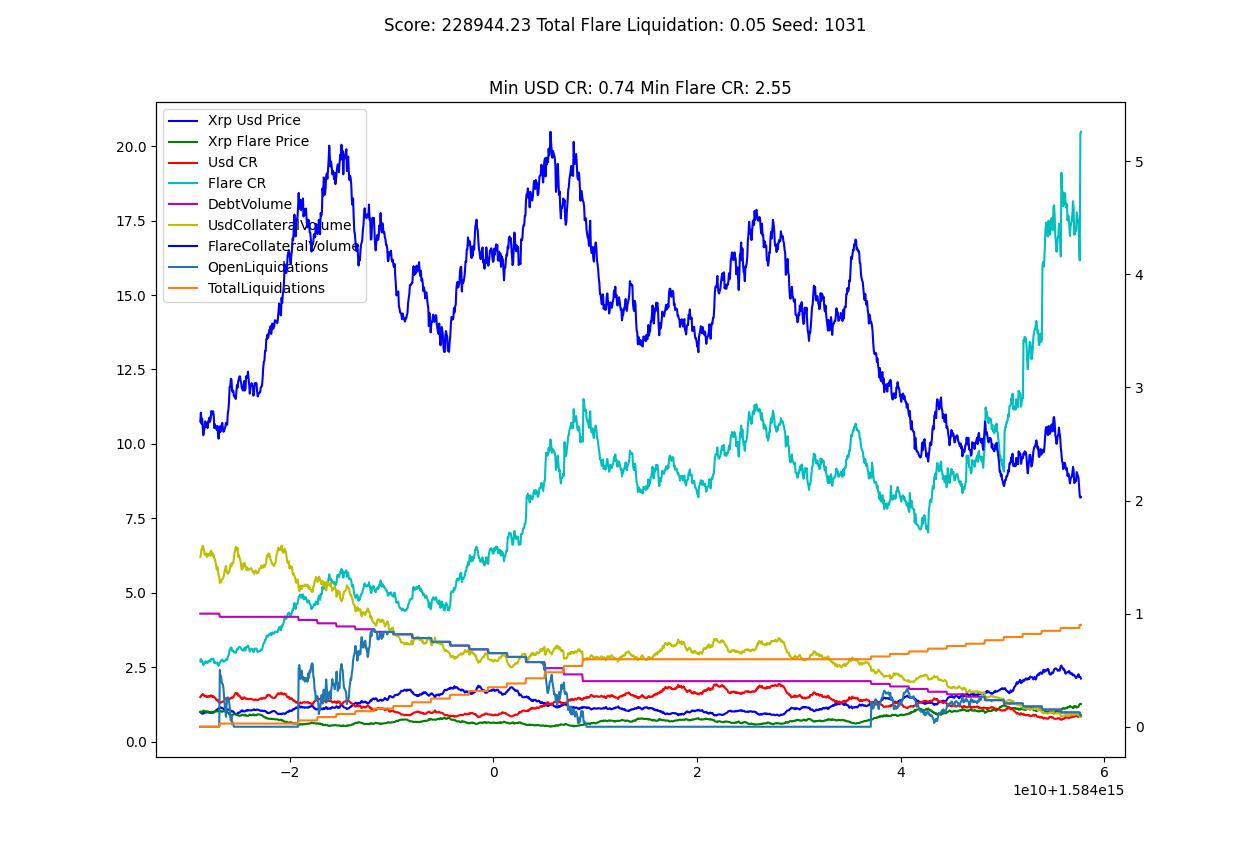 Score: 228944.23 Total Flare Liquidation: 0.05 Seed: 1031
Min USD CR: 0.74 Min Flare CR: 2.55
Xrp Usd Price
Xrp Flare Price
Usd CR
Flare CR
DebtVolume
UsdCollateralVolume
FlareCollateralVolume
OpenLiquidations
TotalLiquidations
20.0
17.5
15.0
12.5
10.0
7.5
5.0
2.5
0.0
5
4
3
2
1
0
−2
0
2
4
6
1e10+1.584e15